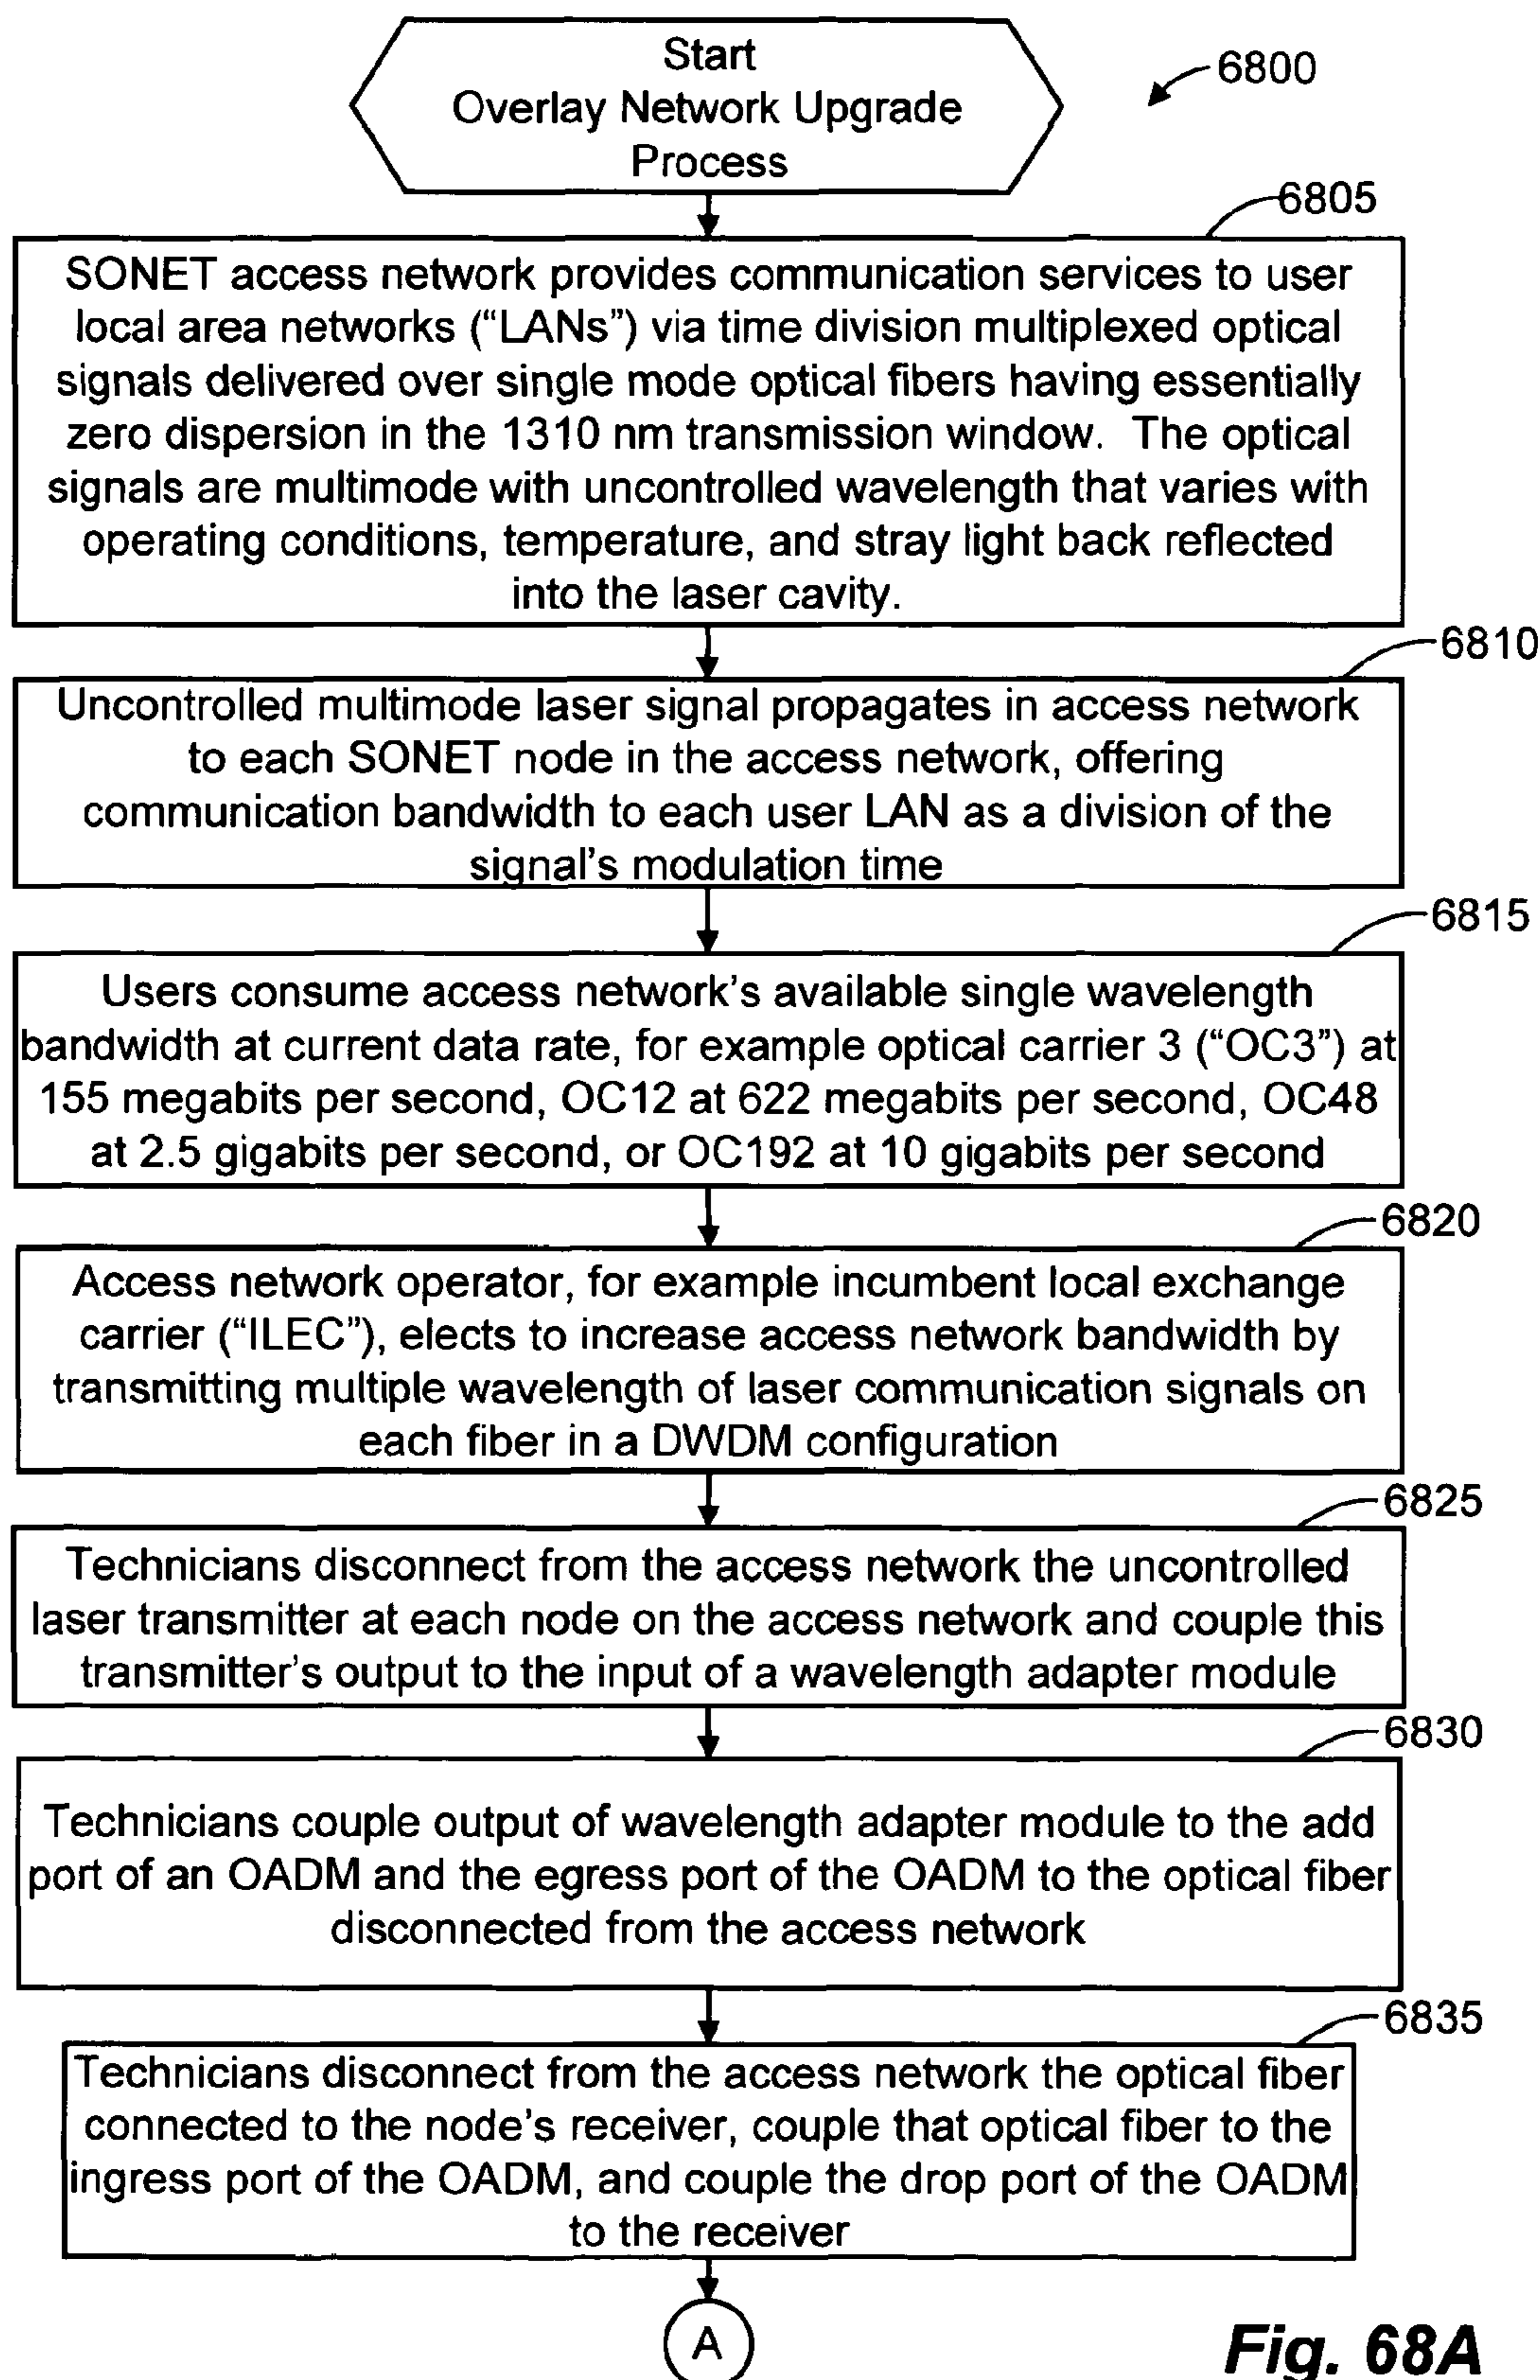 Start
Overlay Network Upgrade
Process
6800
6805
SONET access network provides communication services to user
local area networks (“LANs”) via time division multiplexed optical
signals delivered over single mode optical fibers having essentially
zero dispersion in the 1310 nm transmission window. The optical
signals are multimode with uncontrolled wavelength that varies with
operating conditions, temperature, and stray light back reflected
into the laser cavity.
6810
Uncontrolled multimode laser signal propagates in access network
to each SONET node in the access network, offering
communication bandwidth to each user LAN as a division of the
signal’s modulation time
6815
Users consume access network’s available single wavelength
bandwidth at current data rate, for example optical carrier 3 (“OC3”) at
155 megabits per second, OC12 at 622 megabits per second, OC48
at 2.5 gigabits per second, or OC192 at 10 gigabits per second
6820
Access network operator, for example incumbent local exchange
carrier (“ILEC”), elects to increase access network bandwidth by
transmitting multiple wavelength of laser communication signals on
each fiber in a DWDM configuration
6825
Technicians disconnect from the access network the uncontrolled
laser transmitter at each node on the access network and couple this
transmitter’s output to the input of a wavelength adapter module
6830
Technicians couple output of wavelength adapter module to the add
port of an OADM and the egress port of the OADM to the optical fiber
disconnected from the access network
6835
Technicians disconnect from the access network the optical fiber
connected to the node’s receiver, couple that optical fiber to the
ingress port of the OADM, and couple the drop port of the OADM
to the receiver
A
Fig. 68A